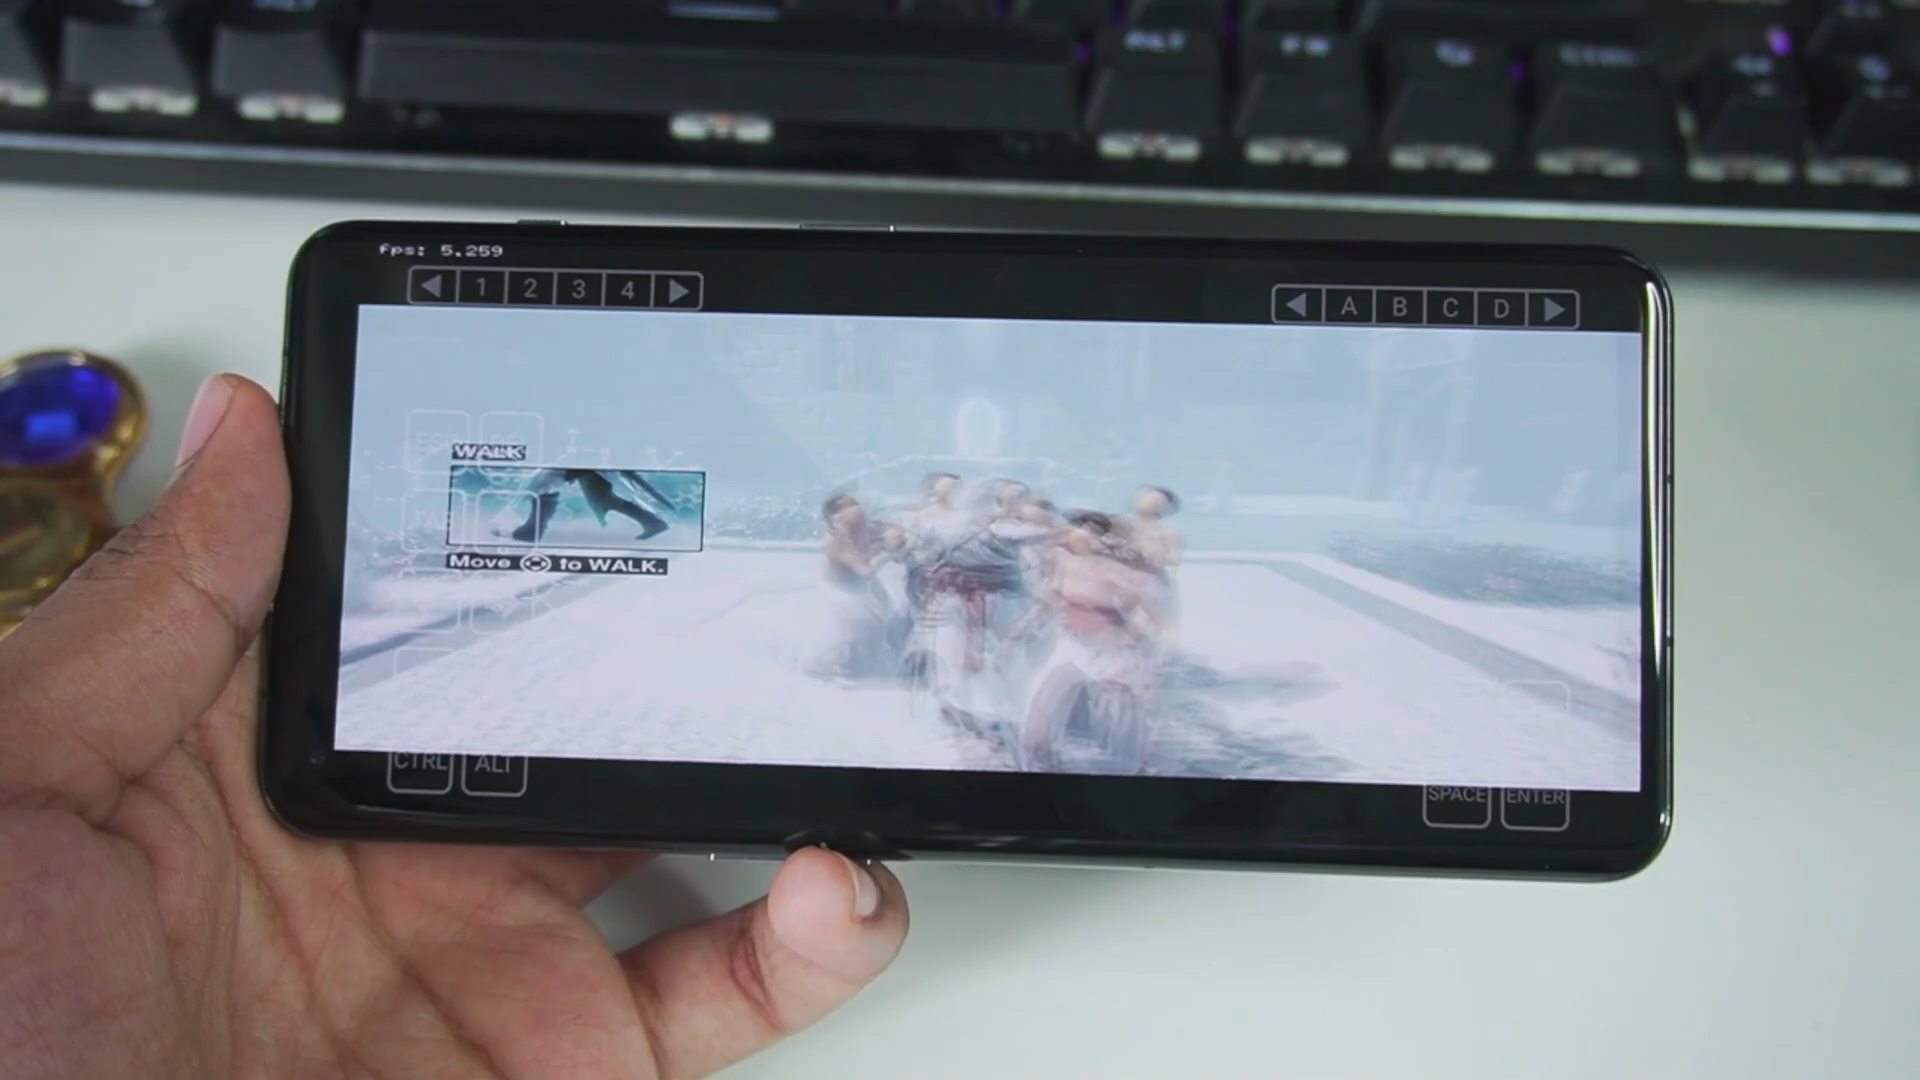 ALT
fps: 5.259
1 2 3 4
A B C D
WALK
Move to WALK.
CTRL ALT
SPACE ENTER